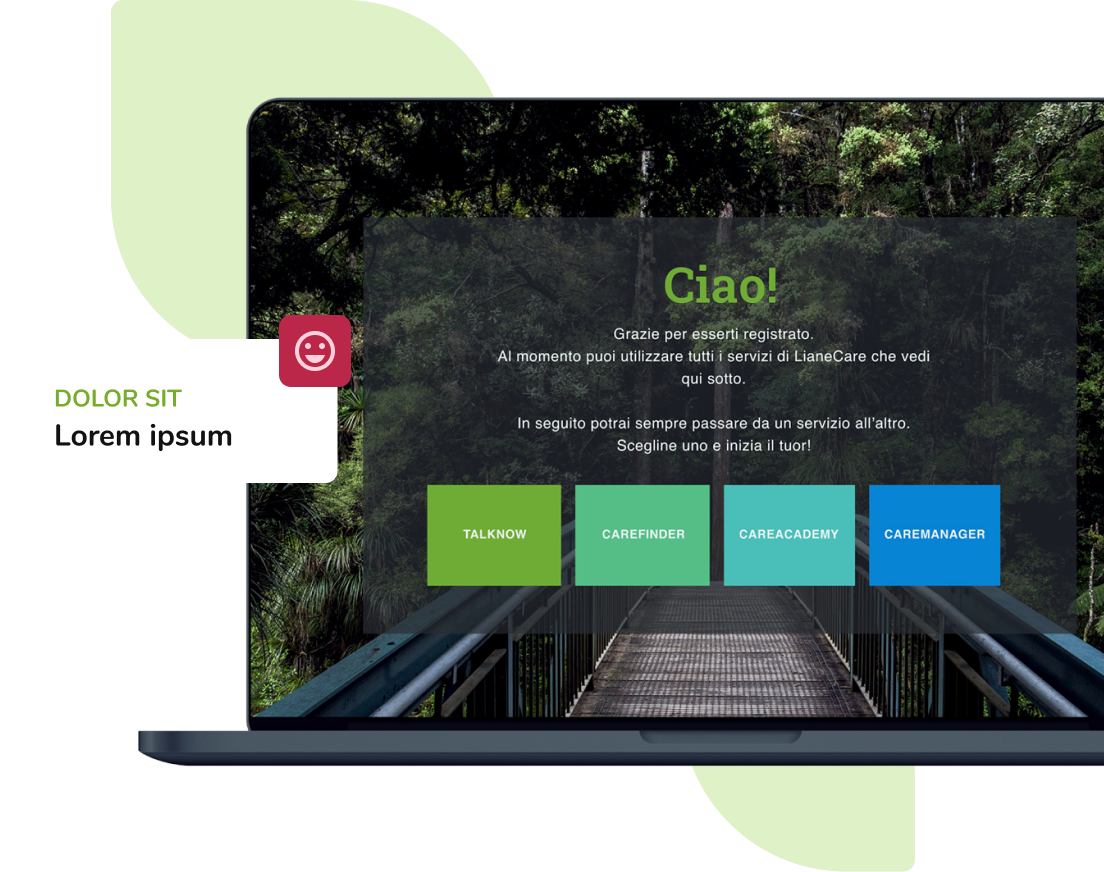 Ciao!
Grazie per esserti registrato.
Al momento puoi utilizzare tutti i servizi di LianeCare che vedi
qui sotto.
In seguito potrai sempre passare da un servizio all'altro.
Scegline uno e inizia il tuor!
DOLOR SIT
Lorem ipsum
TALKNOW
CAREFINDER
CAREACADEMY
CAREMANAGER